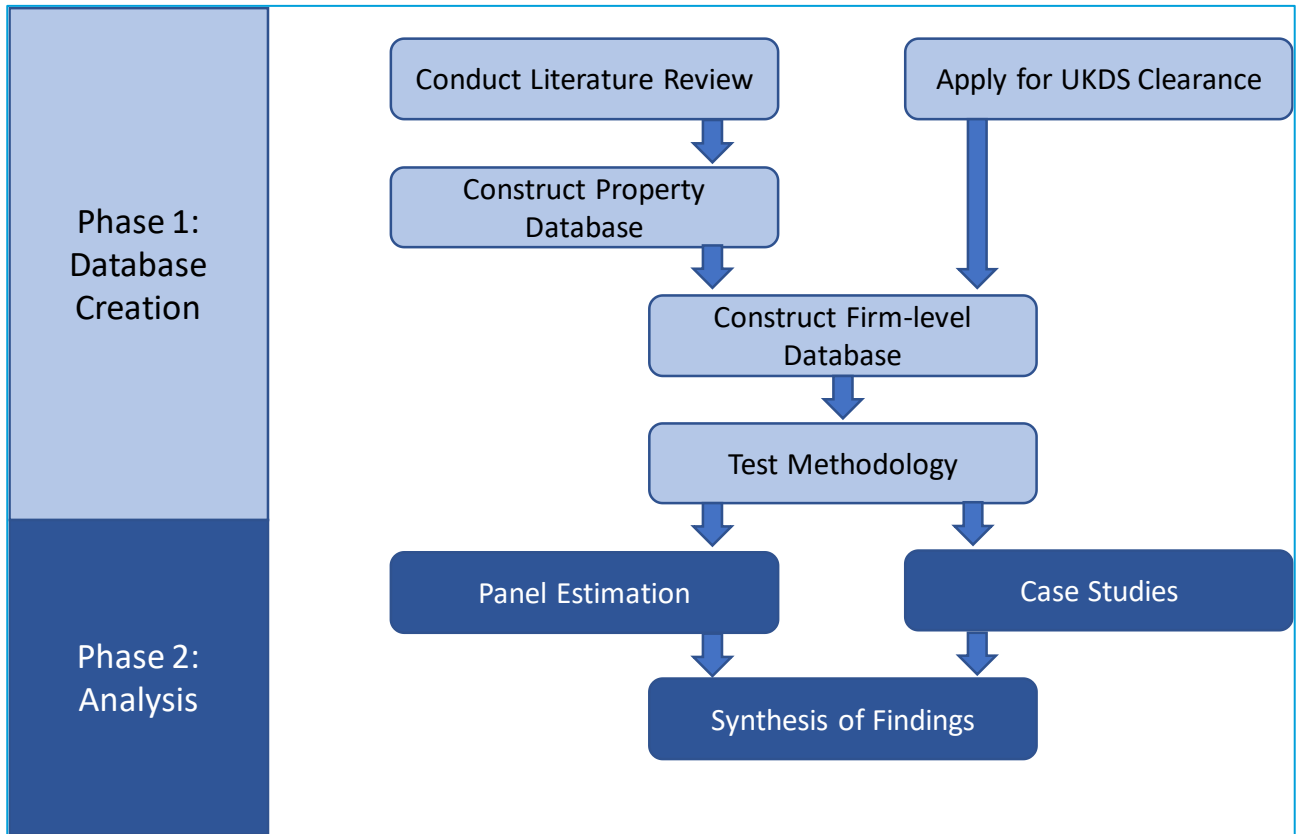 Phase 1:
Database
Creation
Conduct Literature Review
Apply for UKDS Clearance
Construct Property
Database
Construct Firm-level
Database
Test Methodology
Phase 2:
Analysis
Panel Estimation
Case Studies
Synthesis of Findings